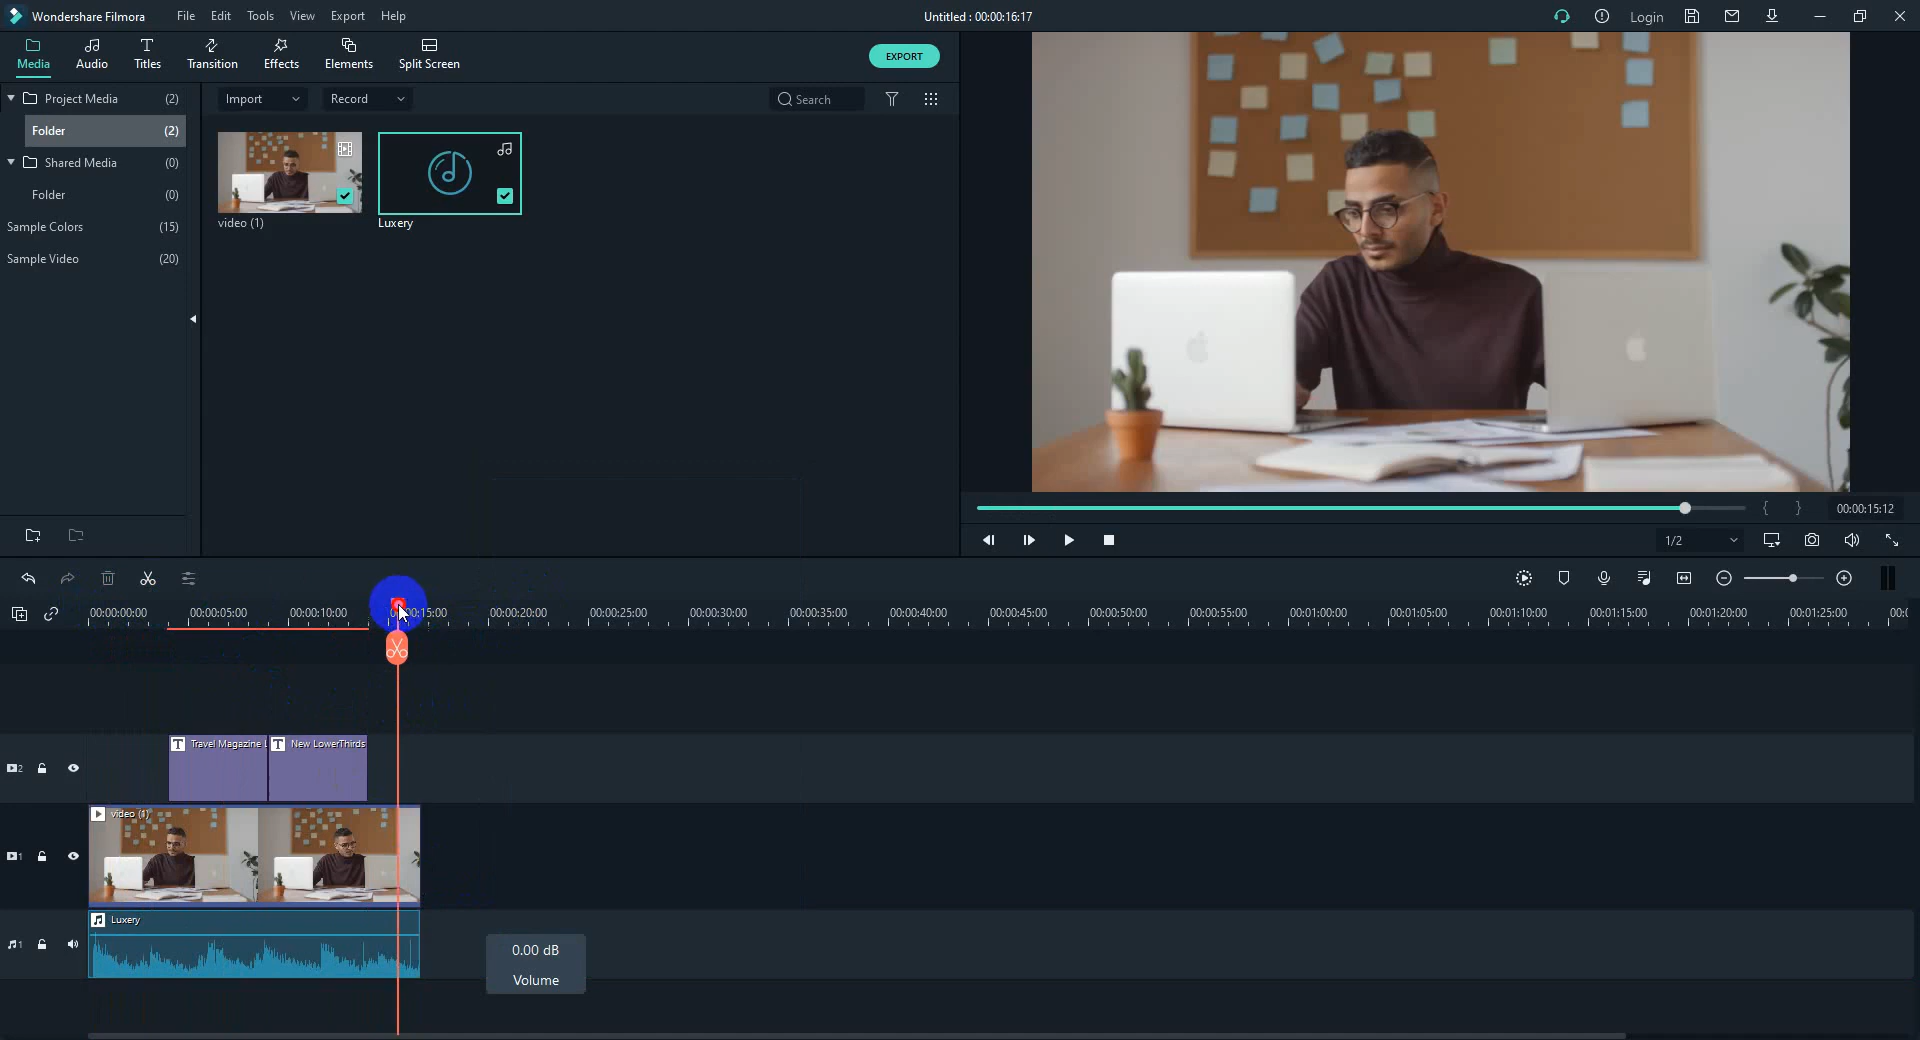 Wondershare Filmora File Edit Tools View Export Help Untitled : 00:00:16:17 Login
Media Audio Titles Transition Effects Elements Split Screen EXPORT
Project Media (2) Import Record Search
Folder (2)
Shared Media (0)
Folder (0)
Sample Colors (15)
Sample Video (20)
video (1) Luxery
00:00:15:12
1/2
00:00:00:00 00:00:05:00 00:00:10:00 00:00:20:00 00:00:25:00 00:00:30:00 00:00:35:00 00:00:40:00 00:00:45:00 00:00:50:00 00:00:55:00 00:01:00:00 00:01:05:00 00:01:10:00 00:01:15:00 00:01:20:00 00:01:25:00
2 Travel Magazine New LowerThirds
video (1)
1
Luxery
1
0.00 dB
Volume